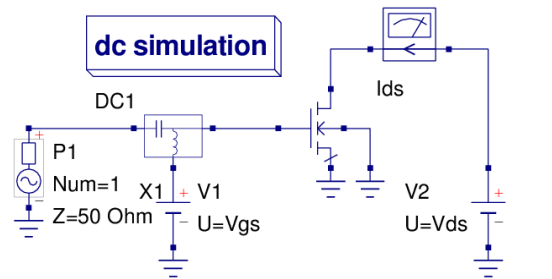 dc simulation
DC1
Ids
P1
Num=1
Z=50 Ohm
X1
V1
U=Vgs
V2
U=Vds